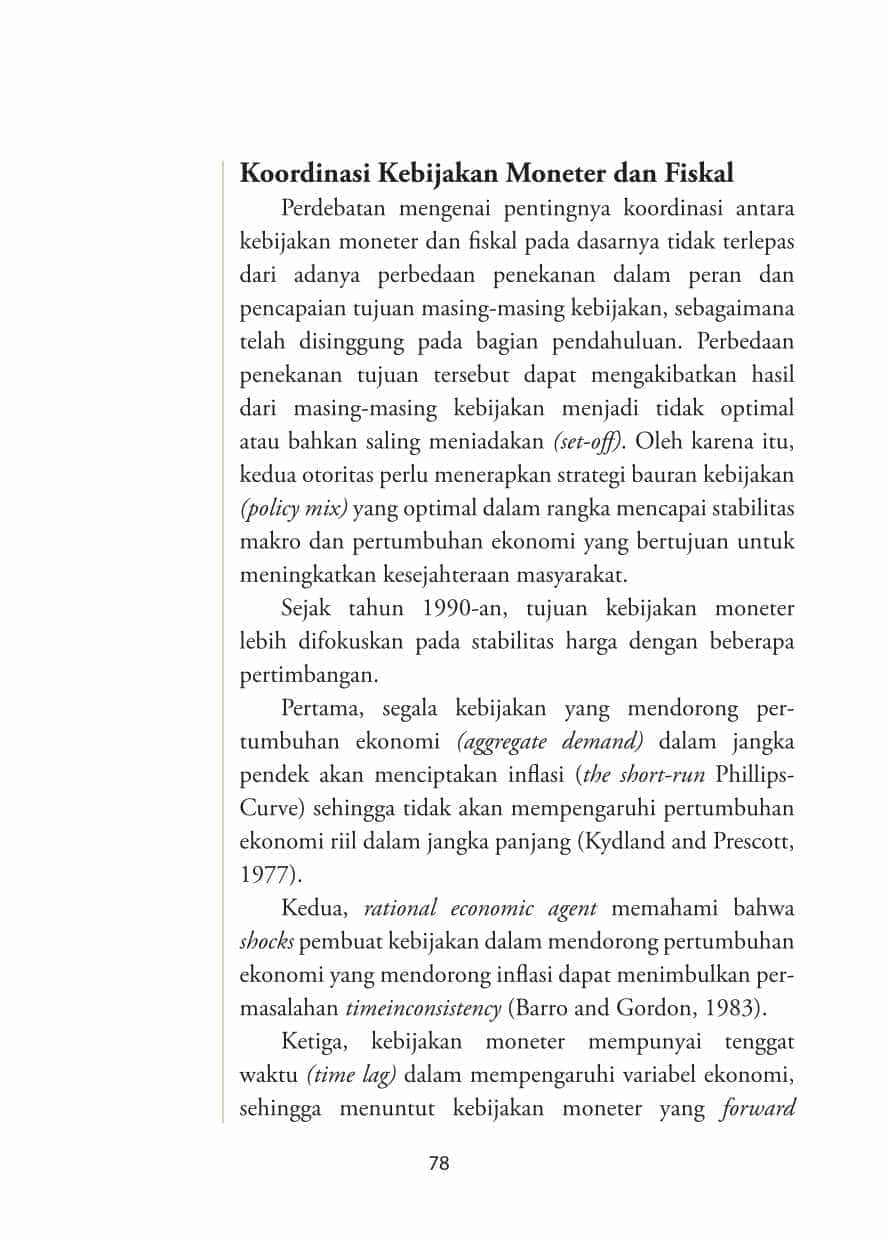 Koordinasi Kebijakan Moneter dan Fiskal
Perdebatan mengenai pentingnya koordinasi antara
kebijakan moneter dan fiskal pada dasarnya tidak terlepas
dari adanya perbedaan penekanan dalam peran dan
pencapaian tujuan masing-masing kebijakan, sebagaimana
telah disinggung pada bagian pendahuluan. Perbedaan
penekanan tujuan tersebut dapat mengakibatkan hasil
dari masing-masing kebijakan menjadi tidak optimal
atau bahkan saling meniadakan (set-off). Oleh karena itu,
kedua otoritas perlu menerapkan strategi bauran kebijakan
(policy mix) yang optimal dalam rangka mencapai stabilitas
makro dan pertumbuhan ekonomi yang bertujuan untuk
meningkatkan kesejahteraan masyarakat.
Sejak tahun 1990-an, tujuan kebijakan moneter
lebih difokuskan pada stabilitas harga dengan beberapa
pertimbangan.
Pertama, segala kebijakan yang mendorong per-
tumbuhan ekonomi (aggregate demand) dalam jangka
pendek akan menciptakan inflasi (the short-run Phillips-
Curve) sehingga tidak akan mempengaruhi pertumbuhan
ekonomi riil dalam jangka panjang (Kydland and Prescott,
1977).
Kedua, rational economic agent memahami bahwa
shocks pembuat kebijakan dalam mendorong pertumbuhan
ekonomi yang mendorong inflasi dapat menimbulkan per-
masalahan timeinconsistency (Barro and Gordon, 1983).
Ketiga, kebijakan moneter mempunyai tenggat
waktu (time lag) dalam mempengaruhi variabel ekonomi,
sehingga menuntut kebijakan moneter yang forward
78